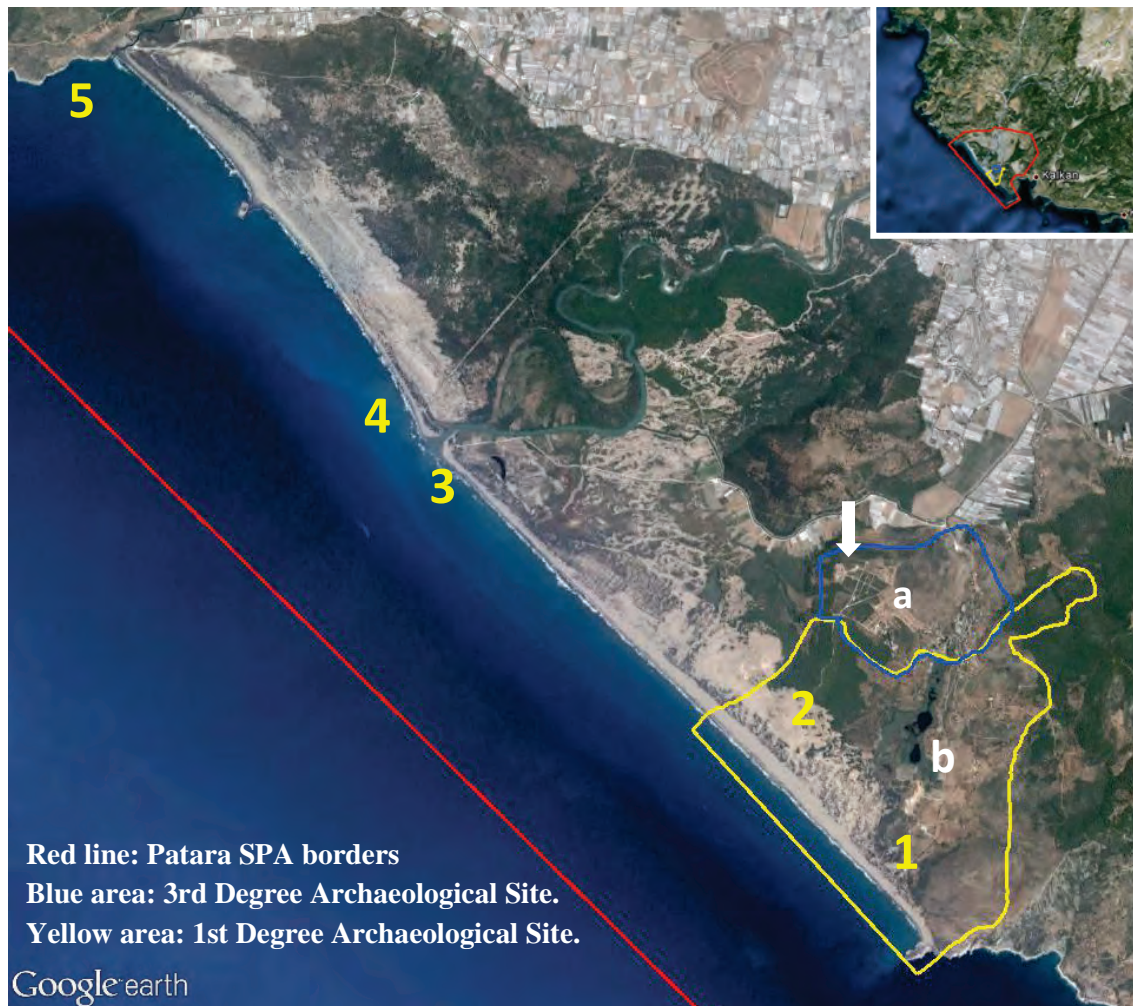 5
Kalkan
4
3
a
2
b
1
Red line: Patara SPA borders
Blue area: 3rd Degree Archaeological Site.
Yellow area: 1st Degree Archaeological Site.
Google earth